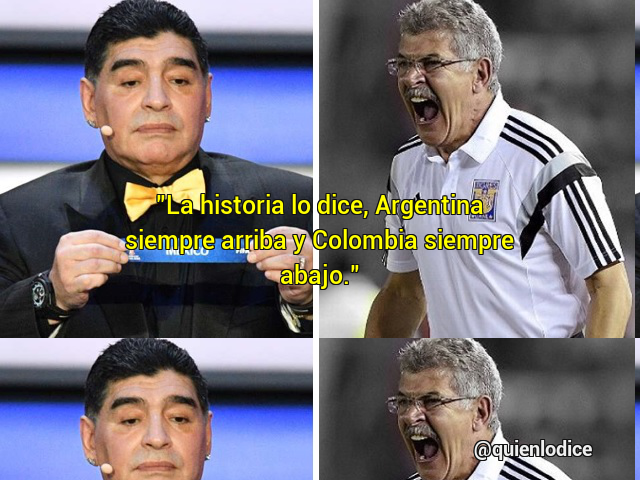 "La historia lo dice, Argentina
siempre arriba y Colombia siempre
abajo."
@quienlodice